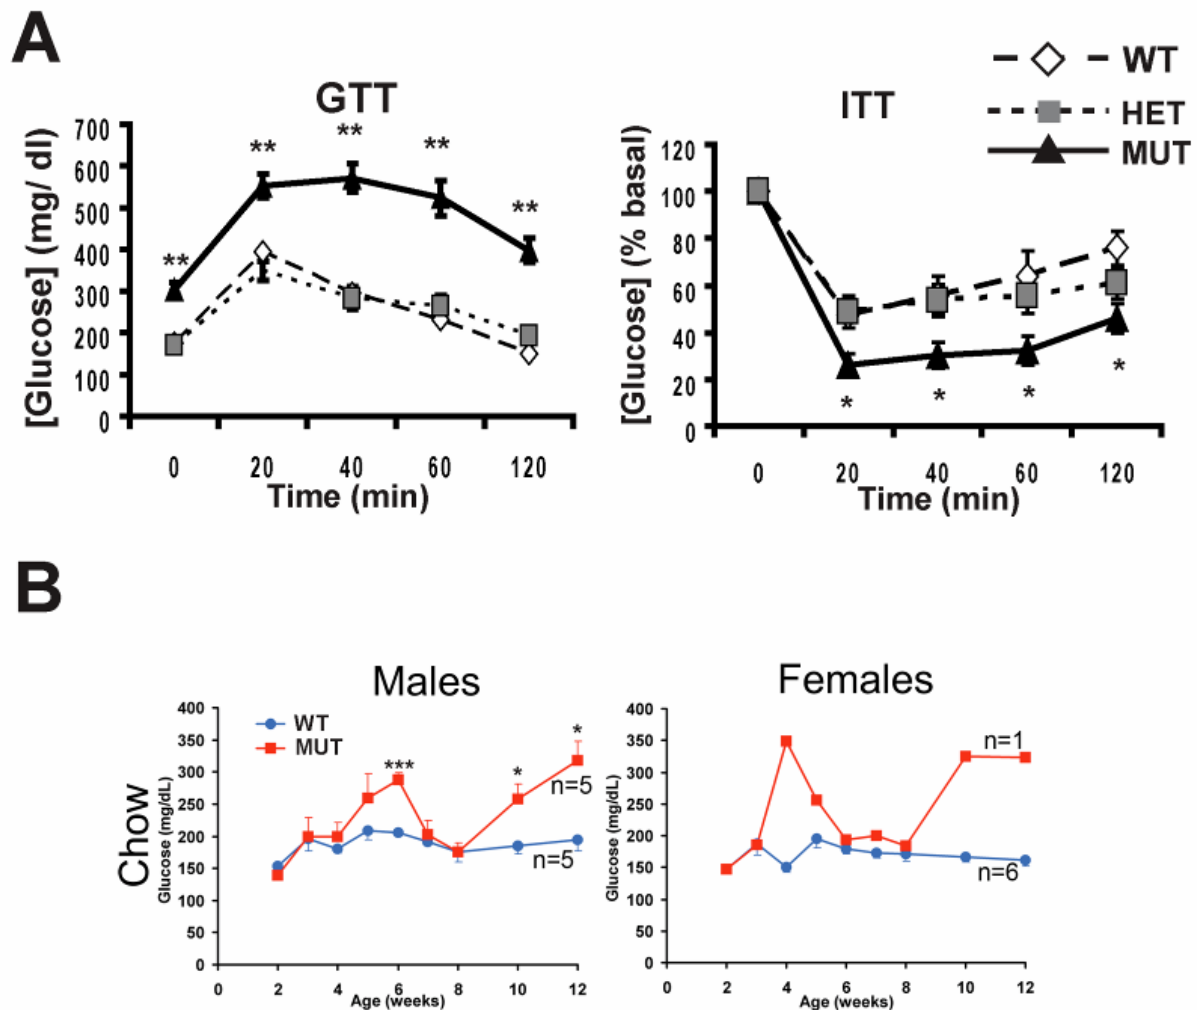 A
GTT
[Glucose] (mg/ dl)
700
600
500
400
300
200
100
0
**
**
**
**
**
0 20 40 60 120
Time (min)
ITT
WT
HET
MUT
[Glucose] (% basal)
120
100
80
60
40
20
0
*
*
*
*
0 20 40 60 120
Time (min)
B
Chow
Males
WT
MUT
Glucose (mg/dL)
400
350
300
250
200
150
100
50
0
***
*
*
n=5
n=5
0 2 4 6 8 10 12
Age (weeks)
Females
Glucose (mg/dL)
400
350
300
250
200
150
100
50
0
n=1
n=6
0 2 4 6 8 10 12
Age (weeks)